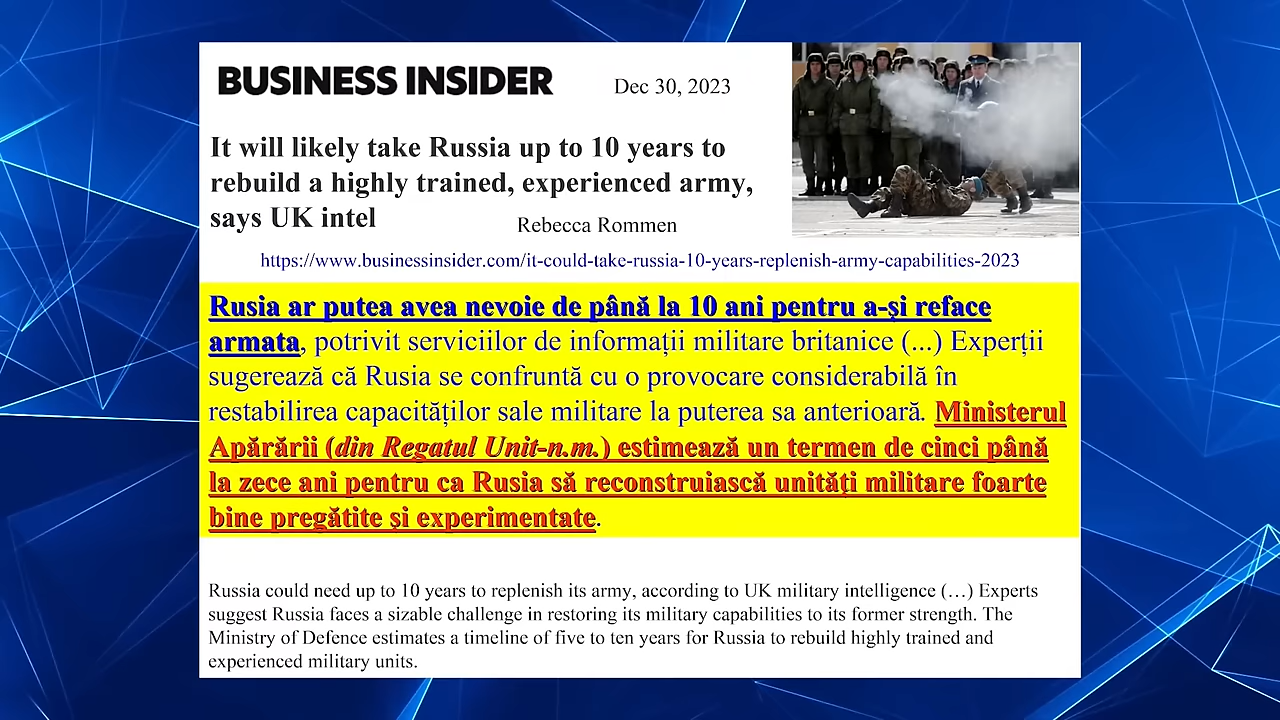 BUSINESS INSIDER
Dec 30, 2023
It will likely take Russia up to 10 years to
rebuild a highly trained, experienced army,
says UK intel
Rebecca Rommen
https://www.businessinsider.com/it-could-take-russia-10-years-replenish-army-capabilities-2023
Rusia ar putea avea nevoie de până la 10 ani pentru a-și reface
armata, potrivit serviciilor de informații militare britanice (...) Experții
sugerează că Rusia se confruntă cu o provocare considerabilă în
restabilirea capacităților sale militare la puterea sa anterioară. Ministerul
Apărării (din Regatul Unit-n.m.) estimează un termen de cinci până
la zece ani pentru ca Rusia să reconstruiască unități militare foarte
bine pregătite și experimentate.
Russia could need up to 10 years to replenish its army, according to UK military intelligence (…) Experts
suggest Russia faces a sizable challenge in restoring its military capabilities to its former strength. The
Ministry of Defence estimates a timeline of five to ten years for Russia to rebuild highly trained and
experienced military units.